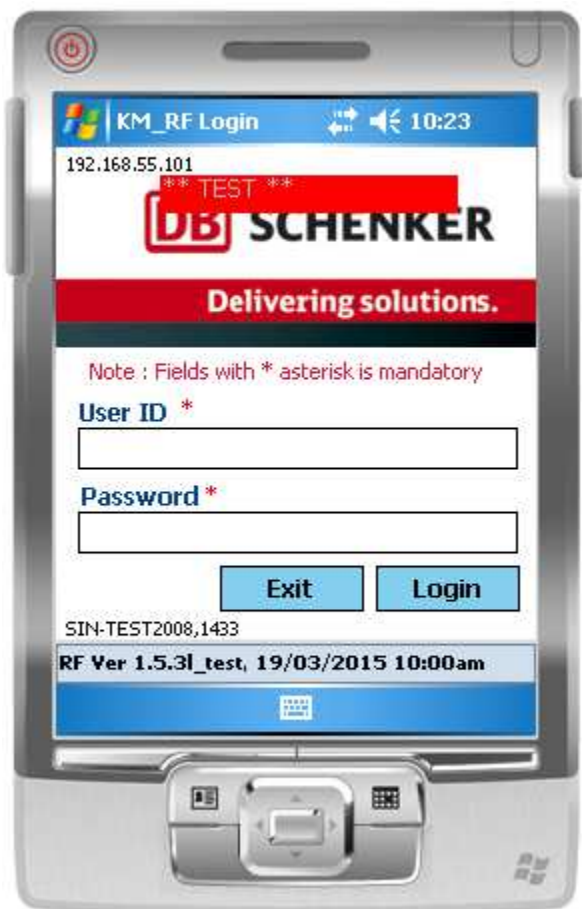 KM_RF Login 10:23
192.168.55.101
** TEST **
DB SCHENKER
Delivering solutions.
Note : Fields with * asterisk is mandatory
User ID *
Password *
Exit Login
SIN-TEST2008,1433
RF Ver 1.5.3l_test, 19/03/2015 10:00am